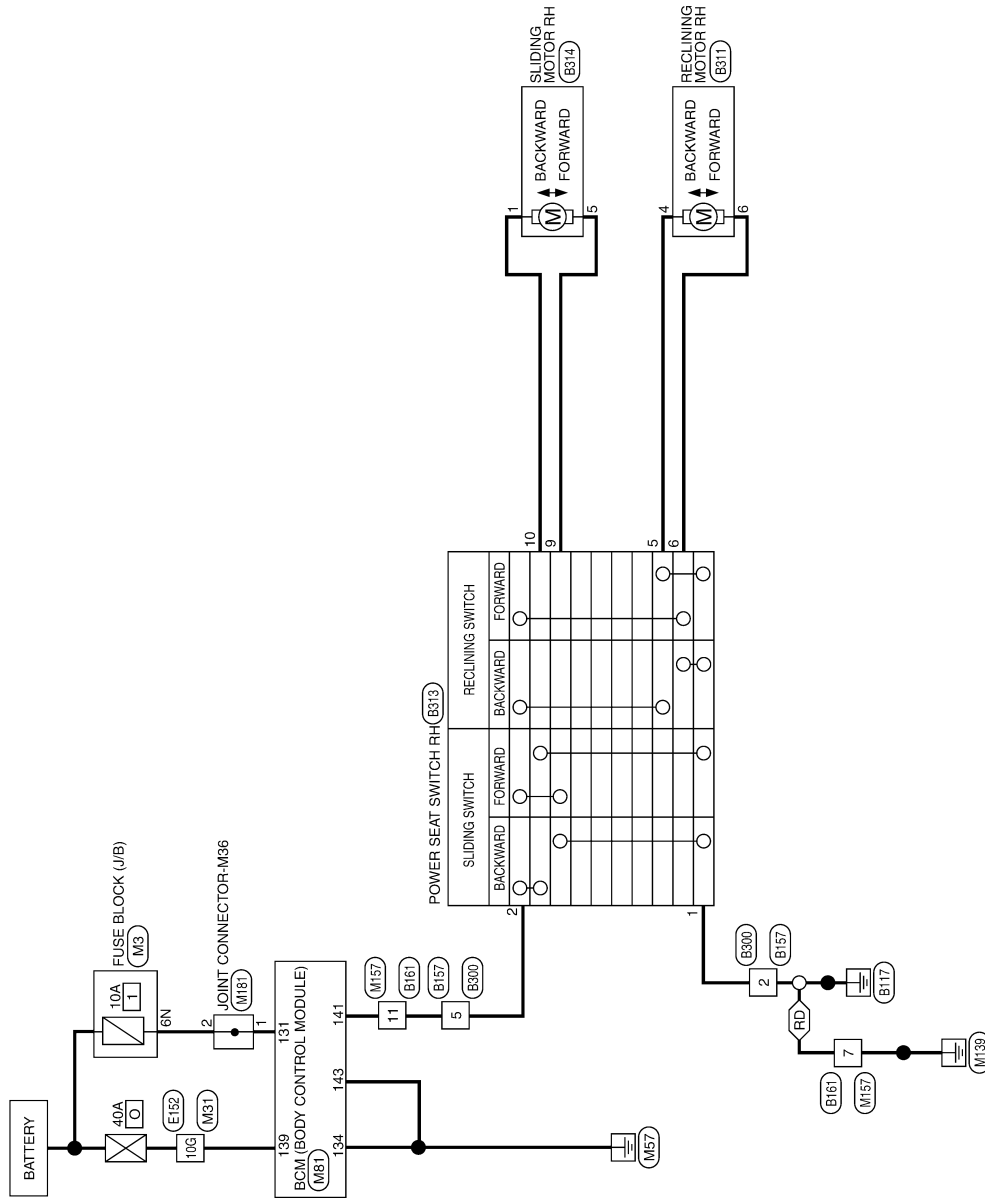 BATTERY
40A
O
10G
E152
M31
FUSE BLOCK (J/B)
M3
10A
1
6N
JOINT CONNECTOR-M36
M181
2
1
139
131
BCM (BODY CONTROL MODULE)
M81
134
143
141
M57
11
M157
B161
5
B157
B300
POWER SEAT SWITCH RH
B313
SLIDING SWITCH
RECLINING SWITCH
BACKWARD
FORWARD
BACKWARD
FORWARD
2
1
10
9
5
6
2
B300
B157
B117
RD
7
B161
M157
M139
SLIDING
MOTOR RH
B314
1
5
M
BACKWARD
FORWARD
RECLINING
MOTOR RH
B311
4
6
M
BACKWARD
FORWARD